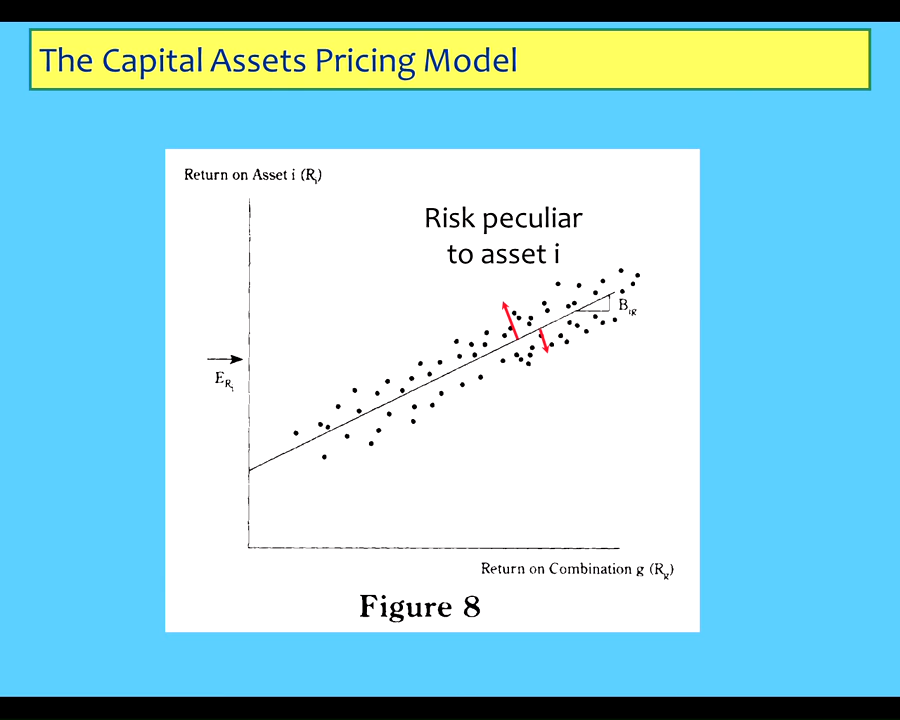 The Capital Assets Pricing Model
Return on Asset i (Ri)
Risk peculiar
to asset i
Big
ERi
Return on Combination g (Rg)
Figure 8